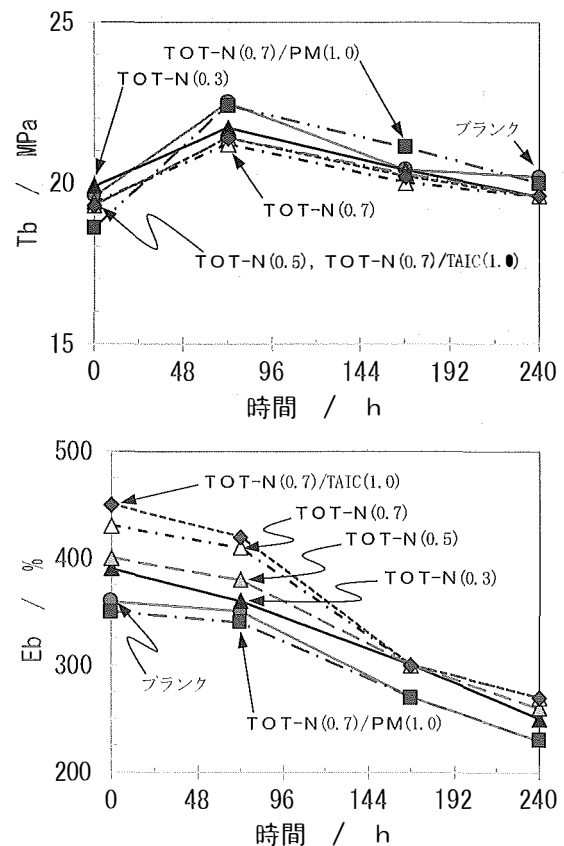 25
TOT-N(0.7)/PM(1.0)
TOT-N(0.3)
ブランク
Tb / MPa
20
TOT-N(0.7)
TOT-N(0.5), TOT-N(0.7)/TAIC(1.0)
15
0 48 96 144 192 240
時間 / h
500
TOT-N(0.7)/TAIC(1.0)
TOT-N(0.7)
TOT-N(0.5)
400
TOT-N(0.3)
Eb / %
300
ブランク
TOT-N(0.7)/PM(1.0)
200
0 48 96 144 192 240
時間 / h